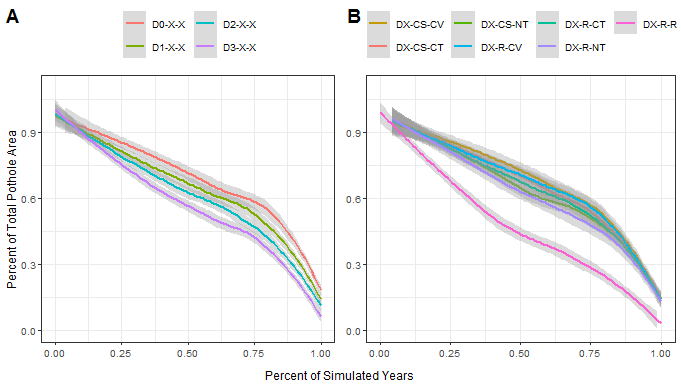 A
D0-X-X D2-X-X
D1-X-X D3-X-X
B
DX-CS-CV DX-CS-NT DX-R-CT DX-R-R
DX-CS-CT DX-R-CV DX-R-NT
Percent of Total Pothole Area
0.9
0.6
0.3
0.0
0.00 0.25 0.50 0.75 1.00
0.9
0.6
0.3
0.0
0.00 0.25 0.50 0.75 1.00
Percent of Simulated Years